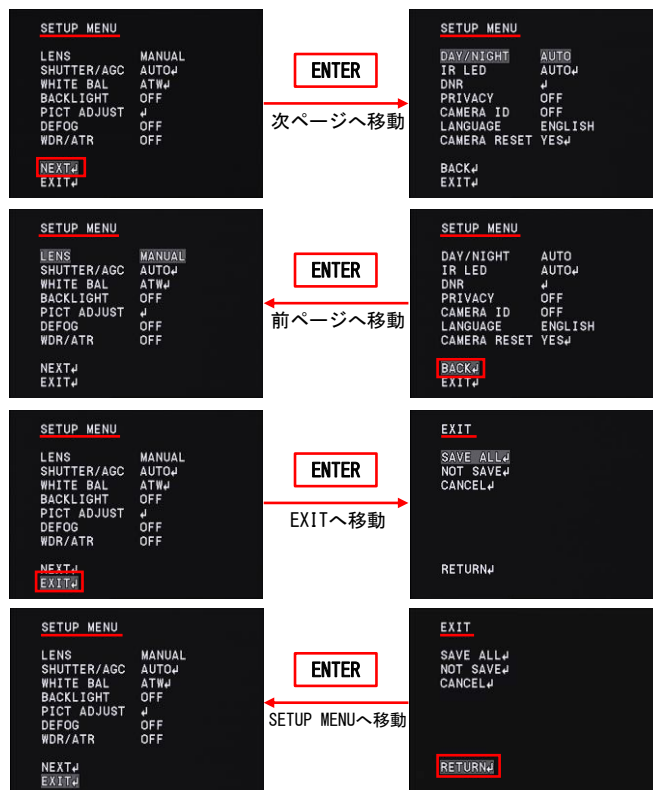 SETUP MENU
LENS MANUAL
SHUTTER/AGC AUTO↲
WHITE BAL ATW↲
BACKLIGHT OFF
PICT ADJUST ↲
DEFOG OFF
WDR/ATR OFF
NEXT↲
EXIT↲
ENTER
次ページへ移動
SETUP MENU
DAY/NIGHT AUTO
IR LED AUTO↲
DNR ↲
PRIVACY OFF
CAMERA ID OFF
LANGUAGE ENGLISH
CAMERA RESET YES↲
BACK↲
EXIT↲
SETUP MENU
LENS MANUAL
SHUTTER/AGC AUTO↲
WHITE BAL ATW↲
BACKLIGHT OFF
PICT ADJUST ↲
DEFOG OFF
WDR/ATR OFF
NEXT↲
EXIT↲
ENTER
前ページへ移動
SETUP MENU
DAY/NIGHT AUTO
IR LED AUTO↲
DNR ↲
PRIVACY OFF
CAMERA ID OFF
LANGUAGE ENGLISH
CAMERA RESET YES↲
BACK↲
EXIT↲
SETUP MENU
LENS MANUAL
SHUTTER/AGC AUTO↲
WHITE BAL ATW↲
BACKLIGHT OFF
PICT ADJUST ↲
DEFOG OFF
WDR/ATR OFF
NEXT↲
EXIT↲
ENTER
EXITへ移動
EXIT
SAVE ALL↲
NOT SAVE↲
CANCEL↲
RETURN↲
SETUP MENU
LENS MANUAL
SHUTTER/AGC AUTO↲
WHITE BAL ATW↲
BACKLIGHT OFF
PICT ADJUST ↲
DEFOG OFF
WDR/ATR OFF
NEXT↲
EXIT↲
ENTER
SETUP MENUへ移動
EXIT
SAVE ALL↲
NOT SAVE↲
CANCEL↲
RETURN↲